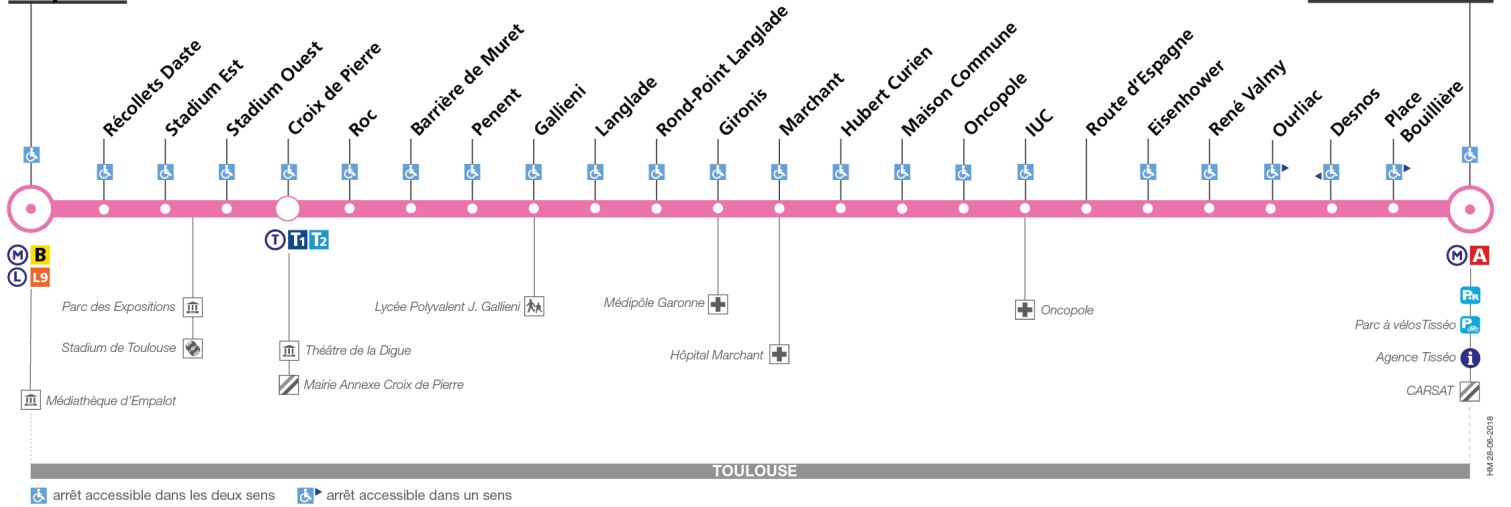 Récollets Daste
Stadium Est
Stadium Ouest
Croix de Pierre
Roc
Barrière de Muret
Penent
Gallieni
Langlade
Rond-Point Langlade
Gironis
Marchant
Hubert Curien
Maison Commune
Oncopole
IUC
Route d'Espagne
Eisenhower
René Valmy
Ourliac
Desnos
Place
Bouillière
M B
L L9
T T1 T2
M A
Parc des Expositions
Stadium de Toulouse
Médiathèque d'Empalot
Théâtre de la Digue
Mairie Annexe Croix de Pierre
Lycée Polyvalent J. Gallieni
Médipôle Garonne
Hôpital Marchant
Oncopole
P+R
Parc à vélosTisséo P
Agence Tisséo i
CARSAT
HM 28-06-2018
TOULOUSE
arrêt accessible dans les deux sens
arrêt accessible dans un sens